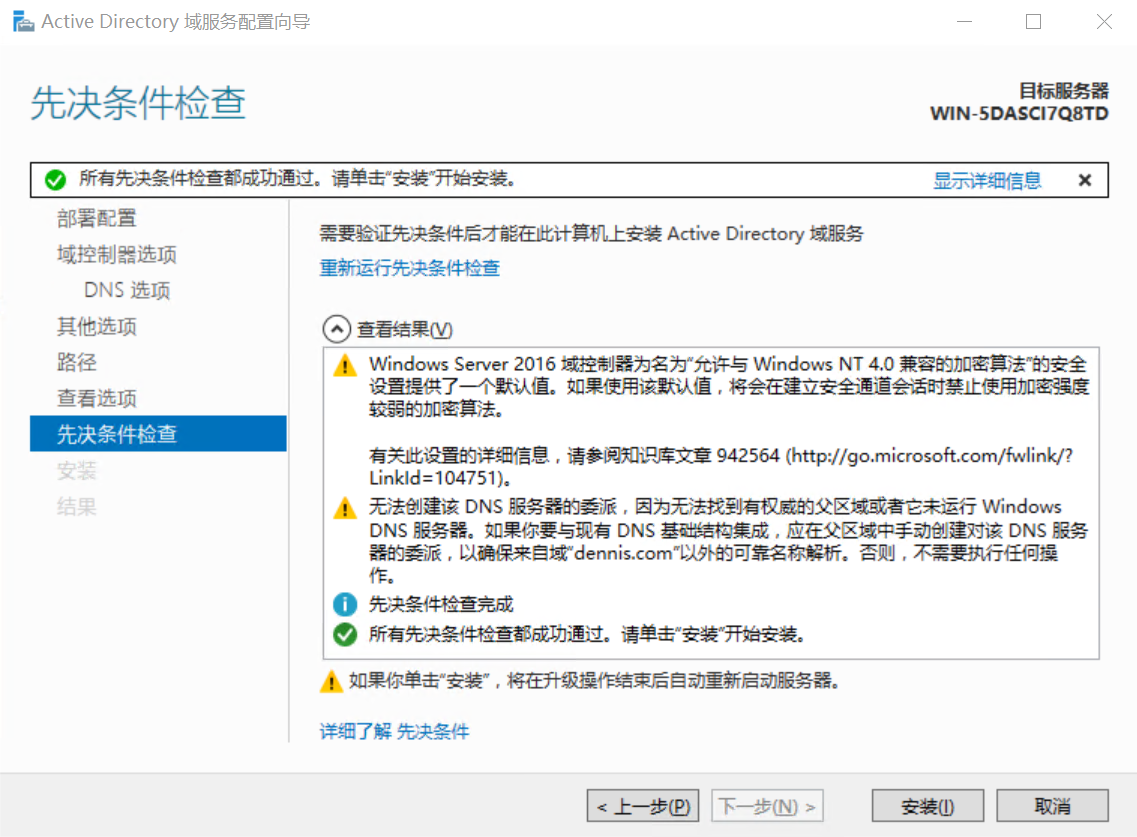 Active Directory 域服务配置向导
先决条件检查
目标服务器
WIN-5DASCI7Q8TD
所有先决条件检查都成功通过。请单击“安装”开始安装。
显示详细信息
部署配置
域控制器选项
DNS 选项
其他选项
路径
查看选项
先决条件检查
安装
结果
需要验证先决条件后才能在此计算机上安装 Active Directory 域服务
重新运行先决条件检查
查看结果(V)
Windows Server 2016 域控制器为名为“允许与 Windows NT 4.0 兼容的加密算法”的安全
设置提供了一个默认值。如果使用该默认值，将会在建立安全通道会话时禁止使用加密强度
较弱的加密算法。
有关此设置的详细信息，请参阅知识库文章 942564 (http://go.microsoft.com/fwlink/?
LinkId=104751)。
无法创建该 DNS 服务器的委派，因为无法找到有权威的父区域或者它未运行 Windows
DNS 服务器。如果你要与现有 DNS 基础结构集成，应在父区域中手动创建对该 DNS 服务
器的委派，以确保来自域“dennis.com”以外的可靠名称解析。否则，不需要执行任何操
作。
先决条件检查完成
所有先决条件检查都成功通过。请单击“安装”开始安装。
如果你单击“安装”，将在升级操作结束后自动重新启动服务器。
详细了解 先决条件
< 上一步(P)
下一步(N) >
安装(I)
取消